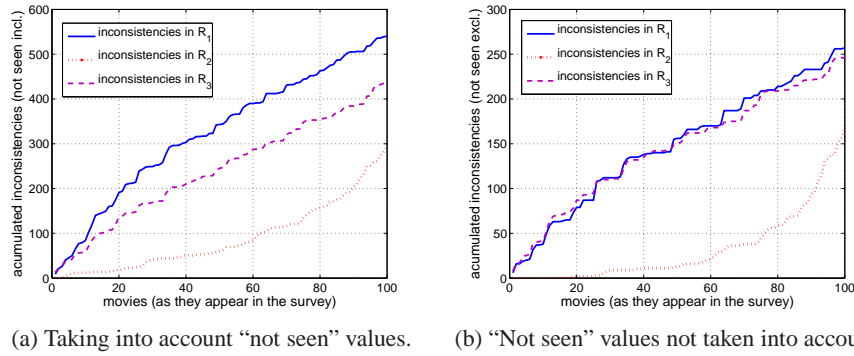 acumulated inconsistencies (not seen incl.)
600
500
400
300
200
100
0
inconsistencies in R1
inconsistencies in R2
inconsistencies in R3
0 20 40 60 80 100
movies (as they appear in the survey)
(a) Taking into account “not seen” values.
acumulated inconsistencies (not seen excl.)
350
300
250
200
150
100
50
0
inconsistencies in R1
inconsistencies in R2
inconsistencies in R3
0 20 40 60 80 100
movies (as they appear in the survey)
(b) “Not seen” values not taken into accou